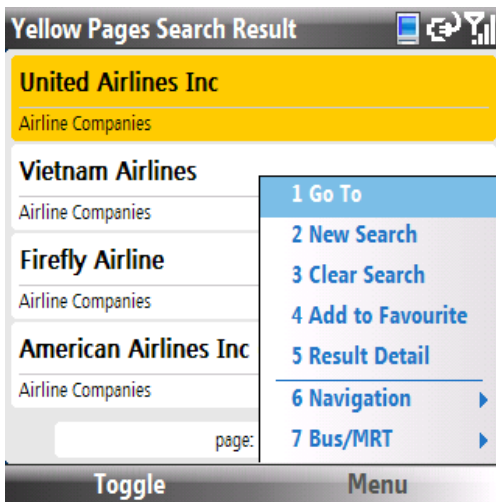 Yellow Pages Search Result
United Airlines Inc
Airline Companies
Vietnam Airlines
Airline Companies
Firefly Airline
Airline Companies
American Airlines Inc
Airline Companies
page:
1 Go To
2 New Search
3 Clear Search
4 Add to Favourite
5 Result Detail
6 Navigation
7 Bus/MRT
Toggle
Menu